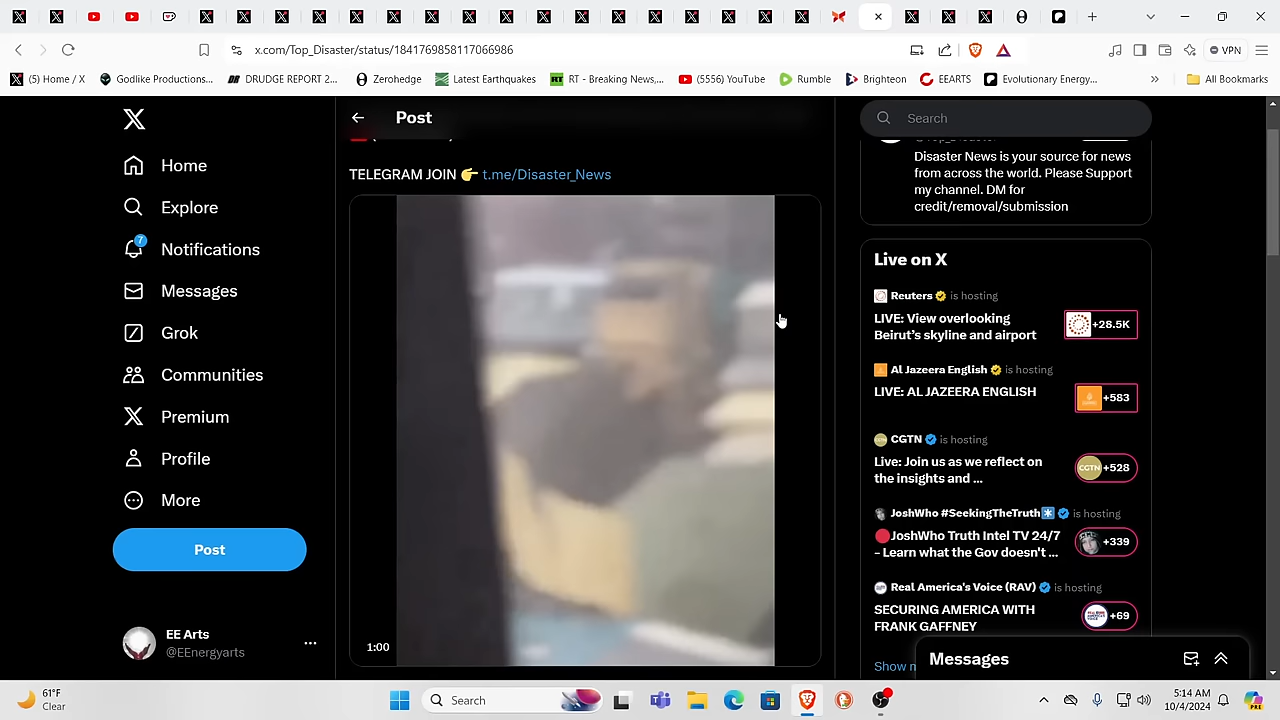 x.com/Top_Disaster/status/1841769858117066986
VPN
(5) Home / X
Godlike Productions...
DRUDGE REPORT 2...
Zerohedge
Latest Earthquakes
RT - Breaking News,...
(5556) YouTube
Rumble
Brighteon
EEARTS
Evolutionary Energy...
All Bookmarks
Home
Explore
7
Notifications
Messages
Grok
Communities
Premium
Profile
More
Post
EE Arts
@EEnergyarts
Post
TELEGRAM JOIN 👉 t.me/Disaster_News
1:00
Search
Disaster News is your source for news
from across the world. Please Support
my channel. DM for
credit/removal/submission
Live on X
Reuters is hosting
LIVE: View overlooking
Beirut's skyline and airport
+28.5K
Al Jazeera English is hosting
LIVE: AL JAZEERA ENGLISH
+583
CGTN is hosting
Live: Join us as we reflect on
the insights and ...
CGTN +528
JoshWho #SeekingTheTruth is hosting
🔴JoshWho Truth Intel TV 24/7
– Learn what the Gov doesn't ...
+339
Real America's Voice (RAV) is hosting
SECURING AMERICA WITH
FRANK GAFFNEY
+69
Messages
61°F
Clear
Search
5:14 AM
10/4/2024